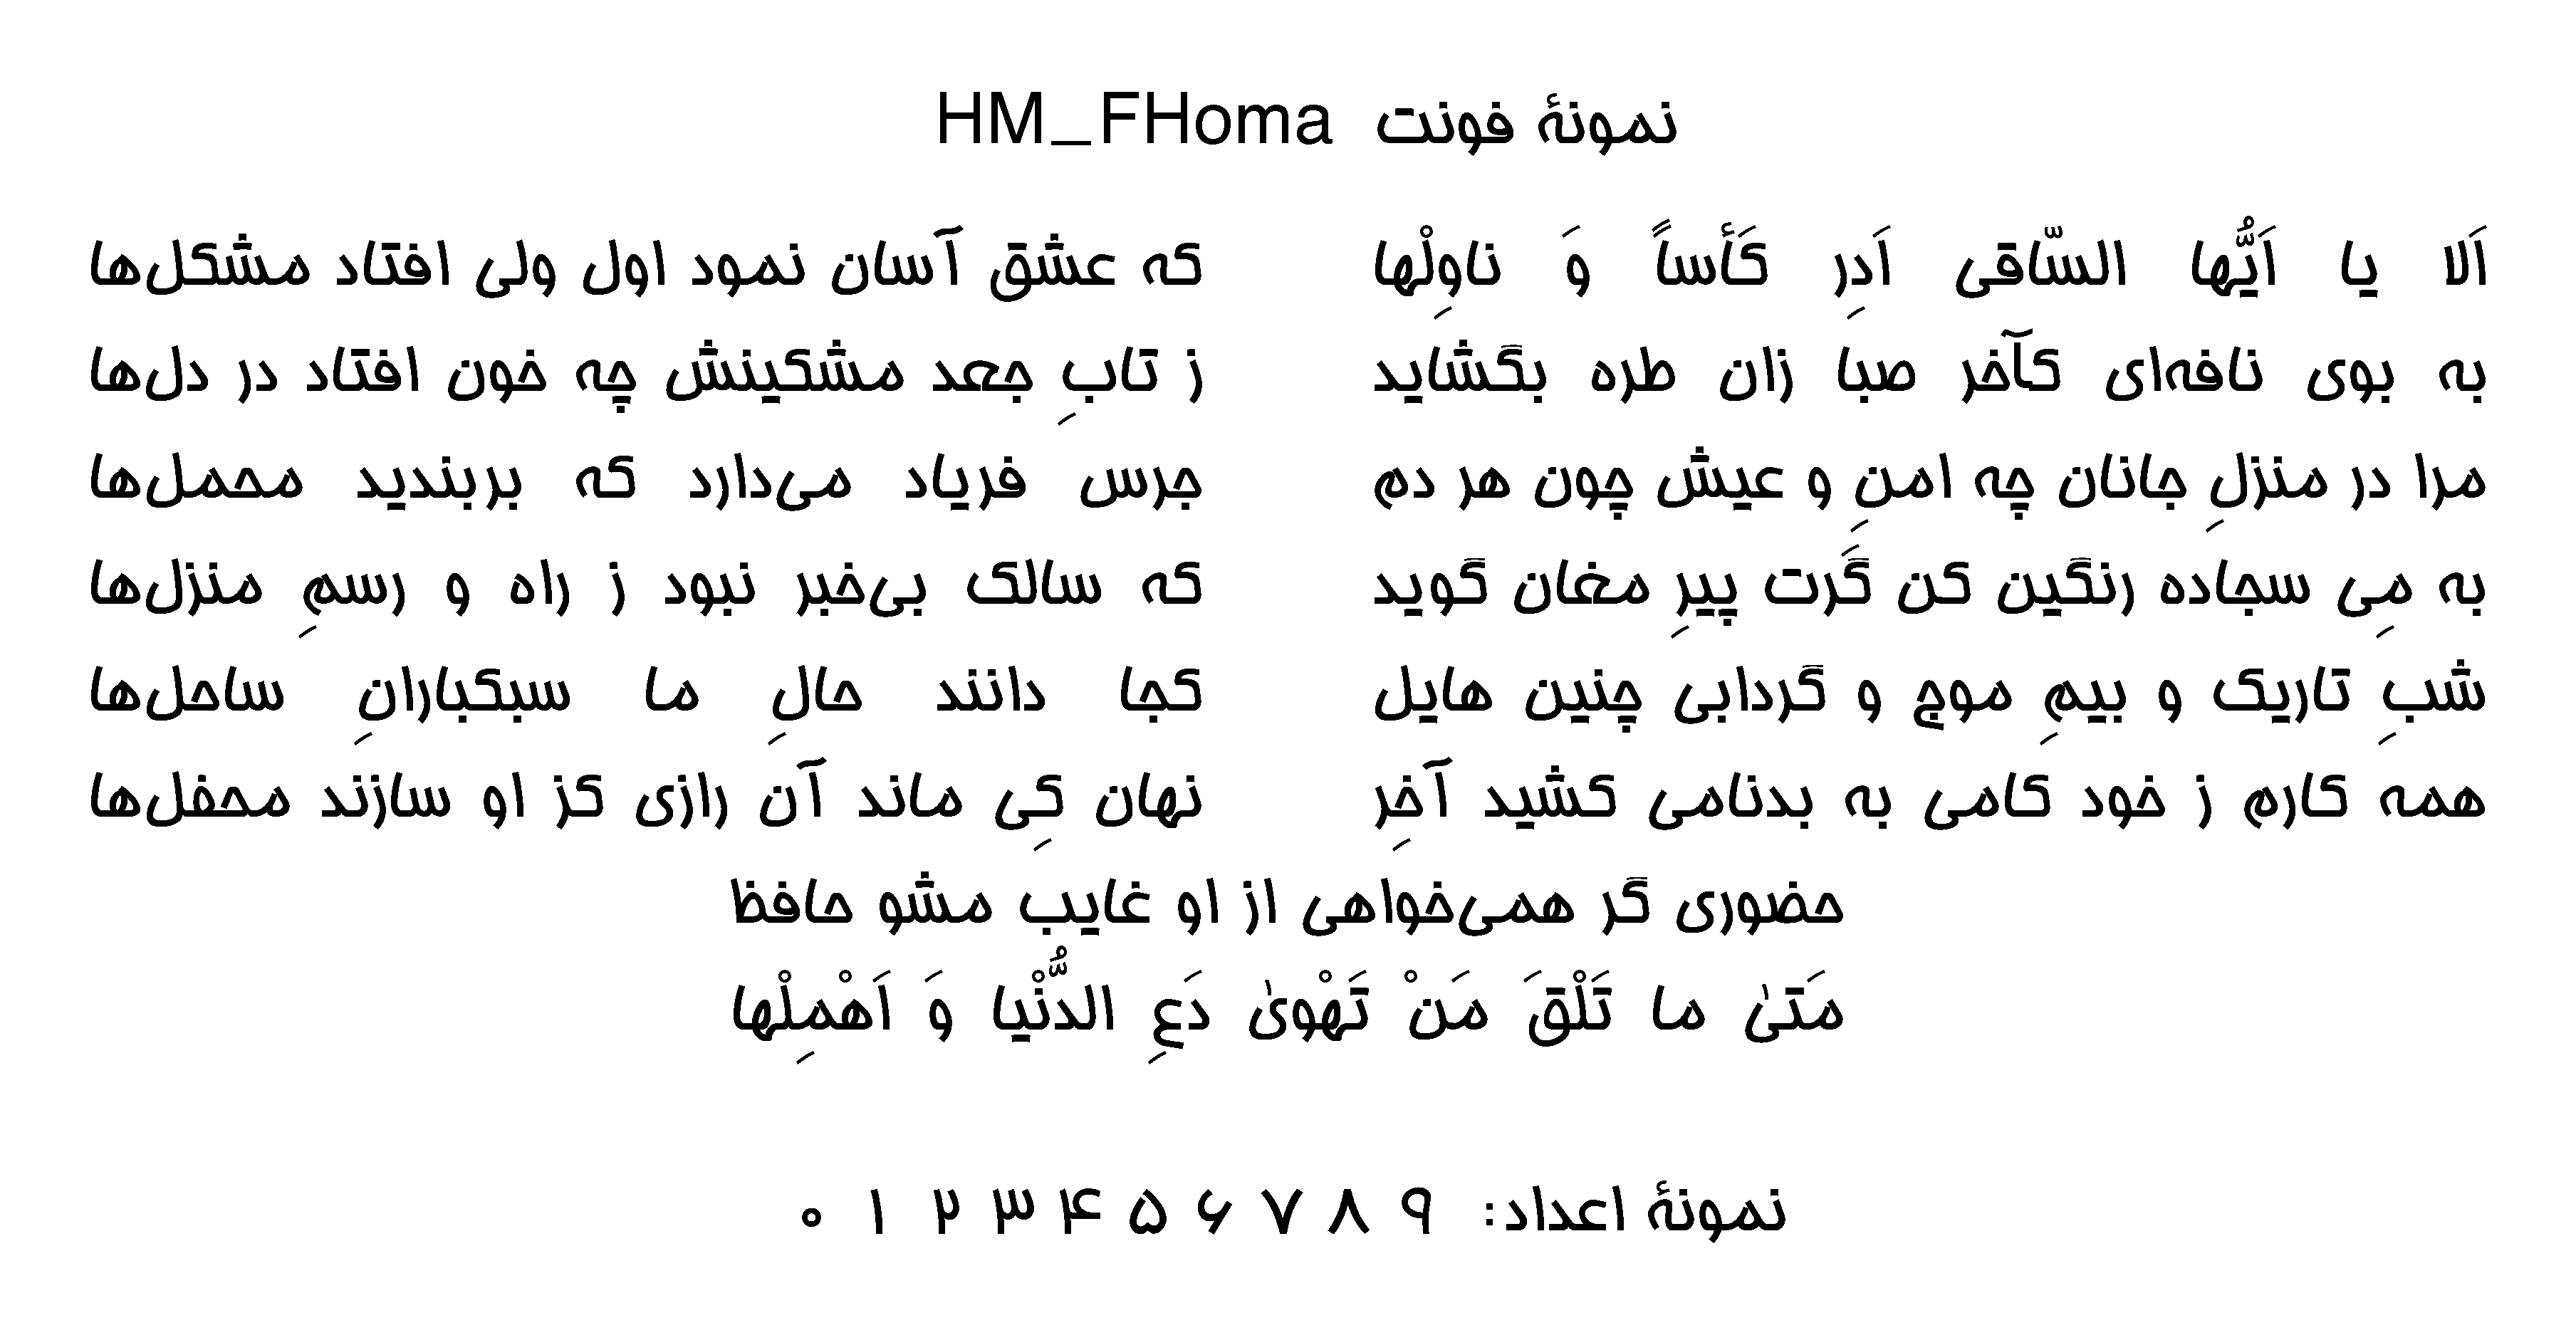 نمونهٔ فونت HM_FHoma
اَلا یا اَیُّها السّاقی اَدِر کَأساً وَ ناوِلْها که عشق آسان نمود اول ولی افتاد مشکل‌ها
به بوی نافه‌ای کآخر صبا زان طره بگشاید ز تابِ جعد مشکینش چه خون افتاد در دل‌ها
مرا در منزلِ جانان چه امنِ و عیش چون هر دم جرس فریاد می‌دارد که بربندید محمل‌ها
به مِی سجاده رنگین کن گَرت پیرِ مغان گوید که سالک بی‌خبر نبود ز راه و رسمِ منزل‌ها
شبِ تاریک و بیمِ موج و گردابی چنین هایل کجا دانند حالِ ما سبکبارانِ ساحل‌ها
همه کارم ز خود کامی به بدنامی کشید آخِر نهان کِی ماند آن رازی کز او سازند محفل‌ها
حضوری گر همی‌خواهی از او غایب مشو حافظ
مَتیٰ ما تَلْقَ مَنْ تَهْویٰ دَعِ الدُّنْیا وَ اَهْمِلْها
نمونهٔ اعداد: ۹ ۸ ۷ ۶ ۵ ۴ ۳ ۲ ۱ ۰